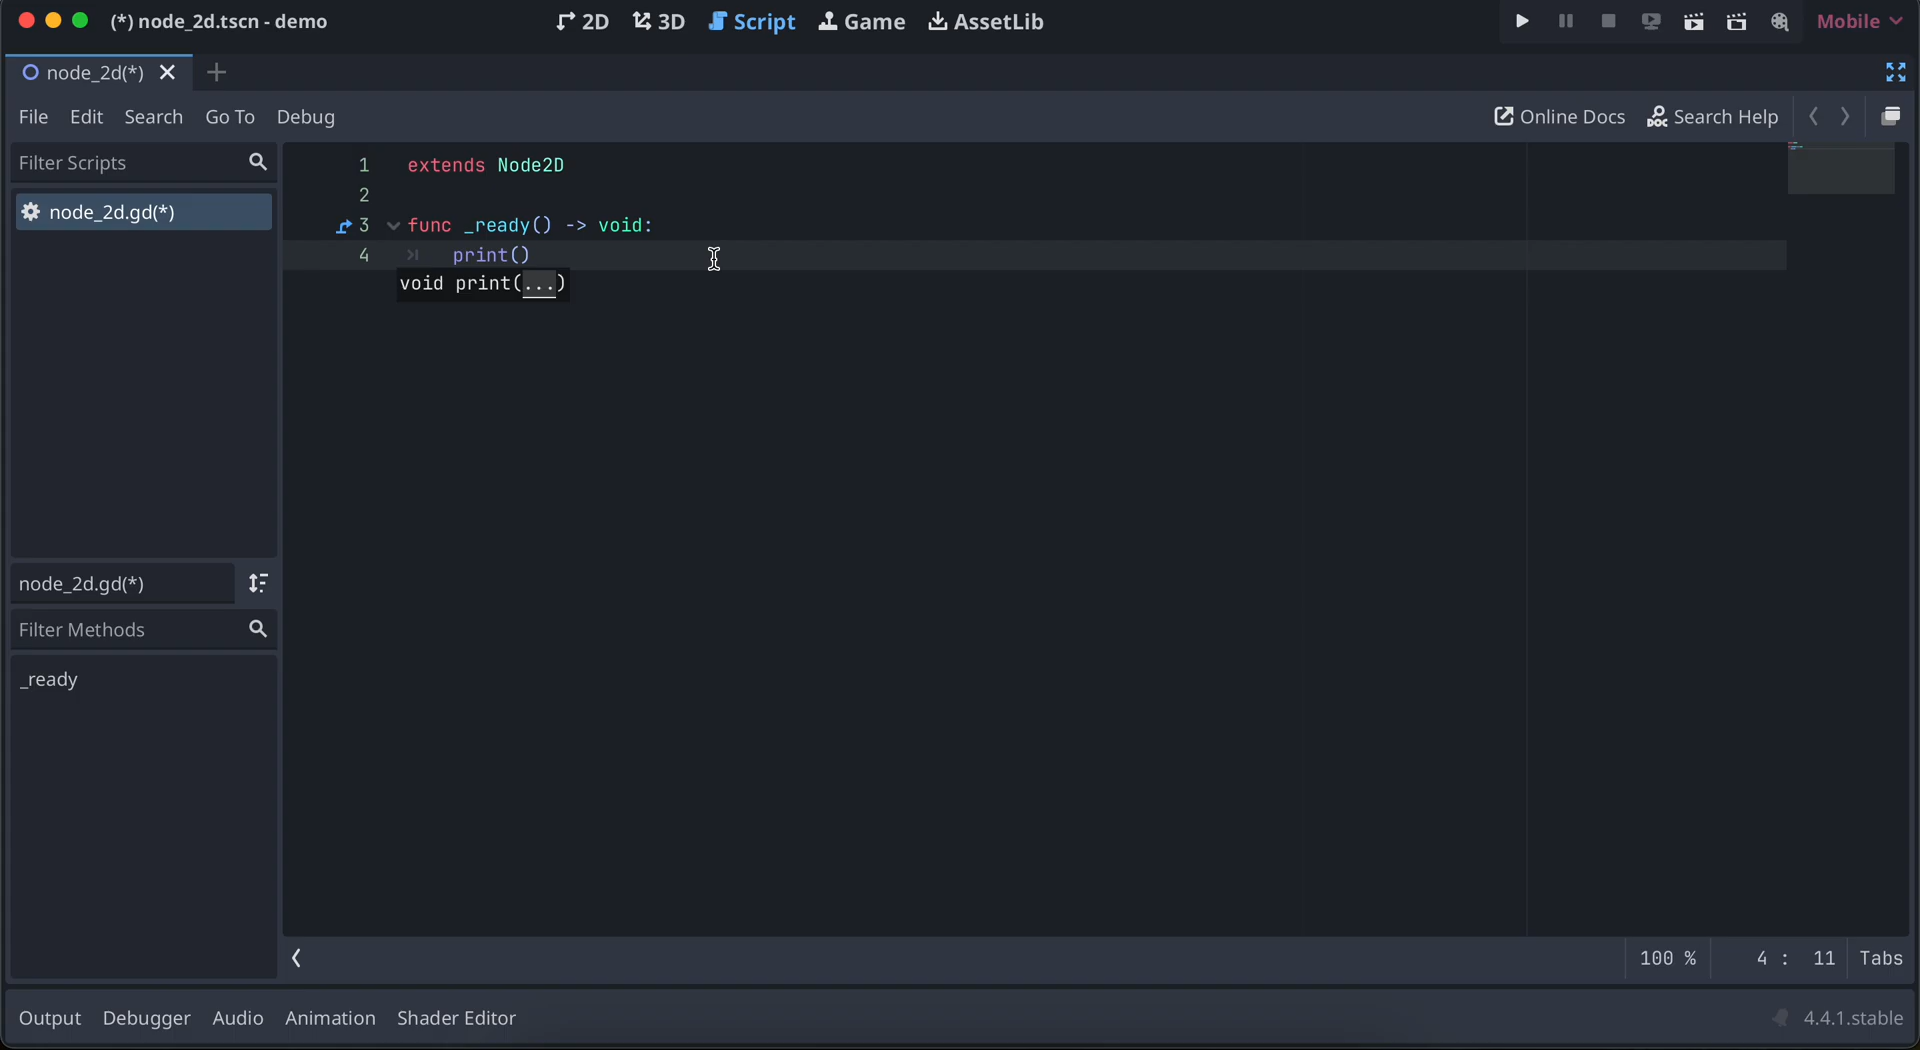 (*) node_2d.tscn - demo
2D 3D Script Game AssetLib
Mobile
node_2d(*)
File Edit Search Go To Debug
Online Docs Search Help
Filter Scripts
node_2d.gd(*)
1 extends Node2D
2
3 func _ready() -> void:
4 print()
void print(...)
node_2d.gd(*)
Filter Methods
_ready
100 % 4 : 11 Tabs
Output Debugger Audio Animation Shader Editor
4.4.1.stable